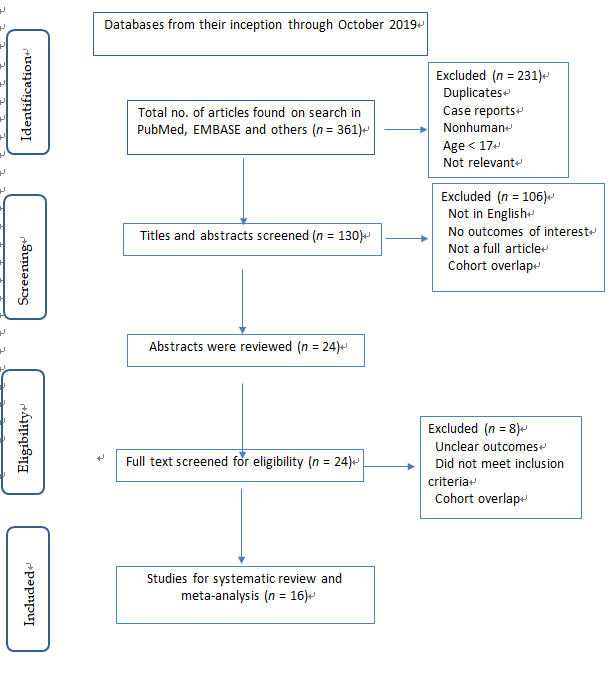 Databases from their inception through October 2019
Identification
Excluded (n = 231)
Duplicates
Case reports
Nonhuman
Age < 17
Not relevant
Total no. of articles found on search in
PubMed, EMBASE and others (n = 361)
Screening
Titles and abstracts screened (n = 130)
Excluded (n = 106)
Not in English
No outcomes of interest
Not a full article
Cohort overlap
Abstracts were reviewed (n = 24)
Eligibility
Full text screened for eligibility (n = 24)
Excluded (n = 8)
Unclear outcomes
Did not meet inclusion
criteria
Cohort overlap
Included
Studies for systematic review and
meta-analysis (n = 16)